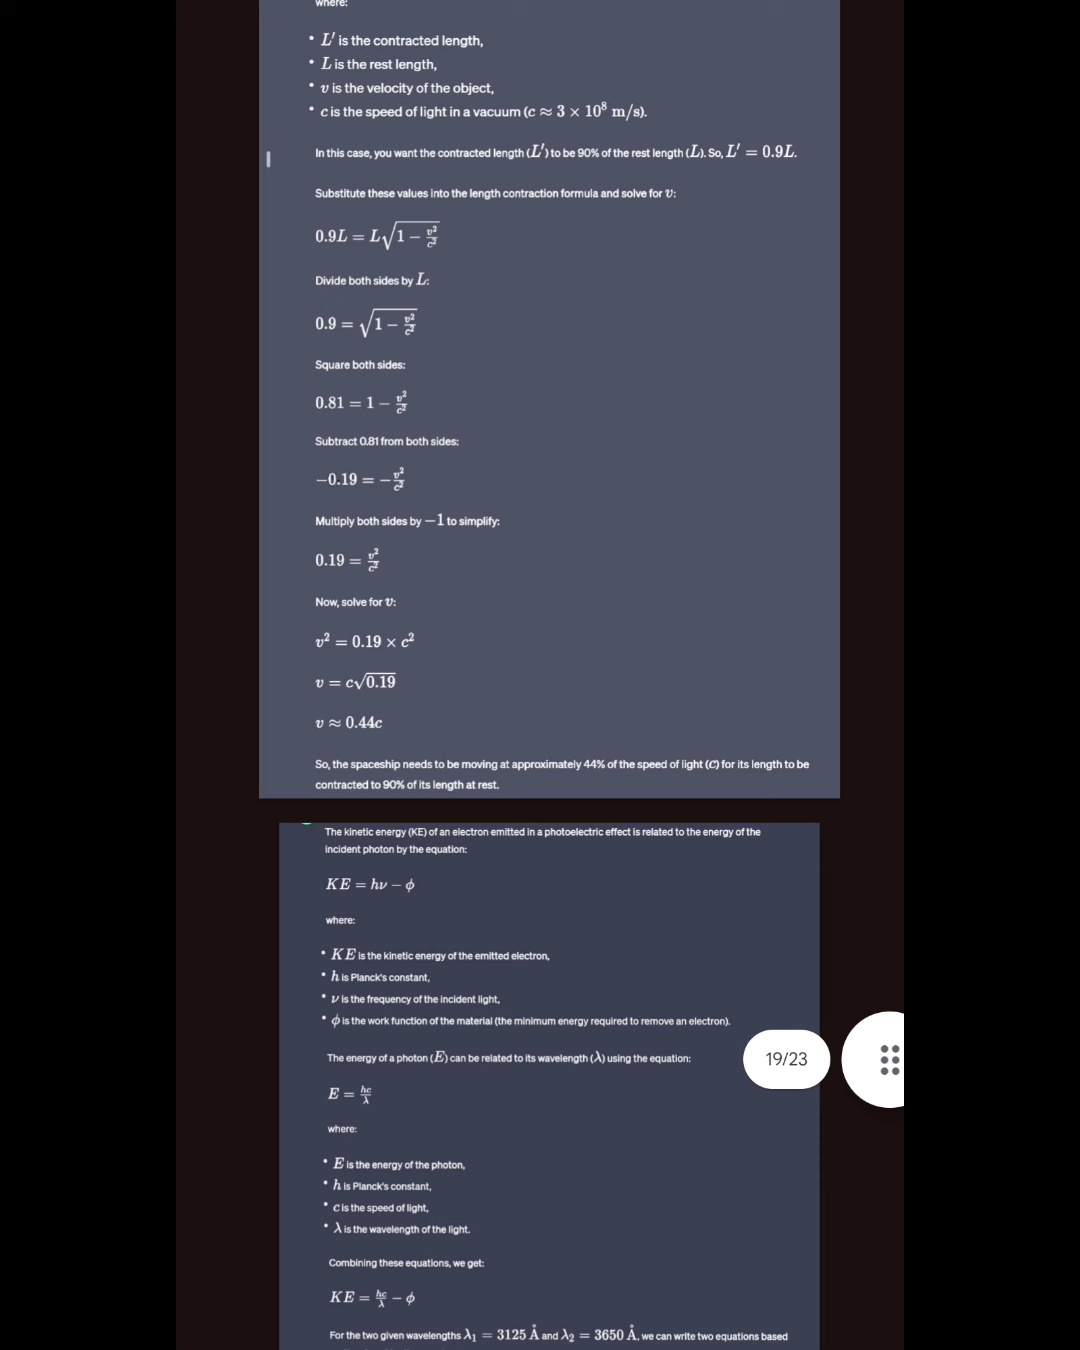 where:
• L′ is the contracted length,
• L is the rest length,
• v is the velocity of the object,
• c is the speed of light in a vacuum (c ≈ 3 × 10⁸ m/s).
In this case, you want the contracted length (L′) to be 90% of the rest length (L). So, L′ = 0.9L.
Substitute these values into the length contraction formula and solve for v:
0.9L = L√(1 − v²/c²)
Divide both sides by L:
0.9 = √(1 − v²/c²)
Square both sides:
0.81 = 1 − v²/c²
Subtract 0.81 from both sides:
−0.19 = −v²/c²
Multiply both sides by −1 to simplify:
0.19 = v²/c²
Now, solve for v:
v² = 0.19 × c²
v = c√0.19
v ≈ 0.44c
So, the spaceship needs to be moving at approximately 44% of the speed of light (C) for its length to be
contracted to 90% of its length at rest.
The kinetic energy (KE) of an electron emitted in a photoelectric effect is related to the energy of the
incident photon by the equation:
KE = hν − ϕ
where:
• KE is the kinetic energy of the emitted electron,
• h is Planck's constant,
• ν is the frequency of the incident light,
• ϕ is the work function of the material (the minimum energy required to remove an electron).
The energy of a photon (E) can be related to its wavelength (λ) using the equation:
19/23
E = hc/λ
where:
• E is the energy of the photon,
• h is Planck's constant,
• c is the speed of light,
• λ is the wavelength of the light.
Combining these equations, we get:
KE = hc/λ − ϕ
For the two given wavelengths λ₁ = 3125 Å and λ₂ = 3650 Å, we can write two equations based